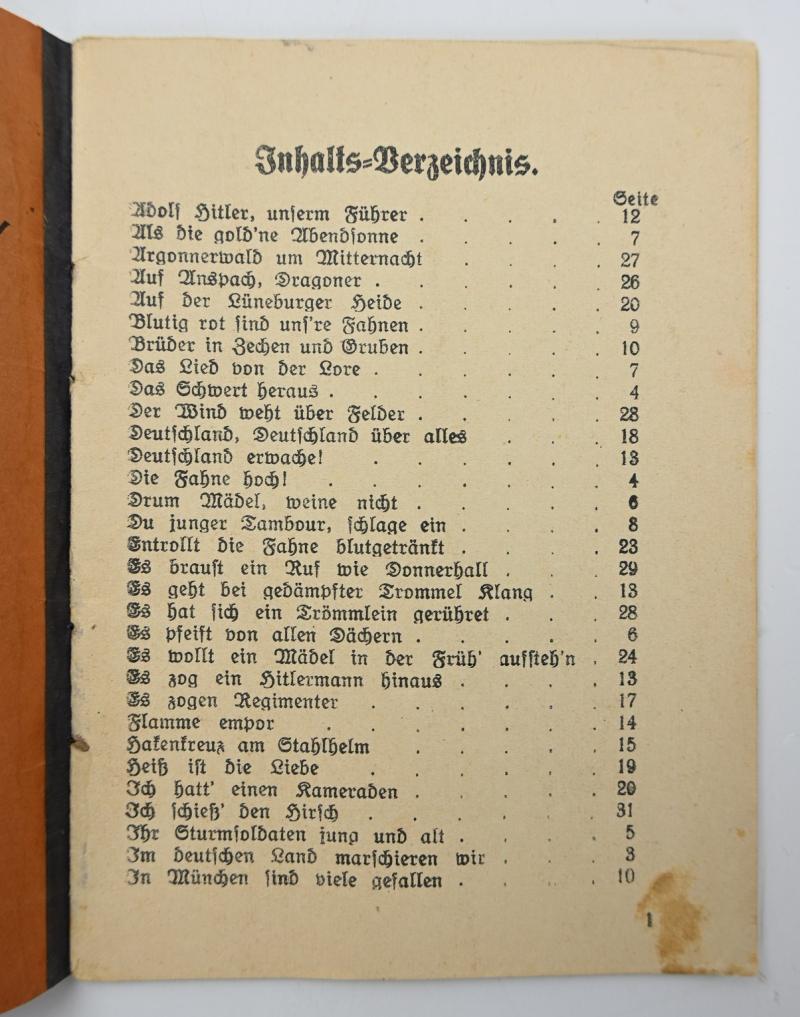 Inhalts-Verzeichnis.
Seite
Adolf Hitler, unserm Führer . . . . . 12
Als die gold'ne Abendsonne . . . . . 7
Argonnerwald um Mitternacht . . . . 27
Auf Anspach, Dragoner . . . . . . 26
Auf der Lüneburger Heide . . . . . 20
Blutig rot sind uns're Fahnen . . . . . 9
Brüder in Zechen und Gruben . . . . . 10
Das Lied von der Lore . . . . . . 7
Das Schwert heraus . . . . . . . 4
Der Wind weht über Felder . . . . . 28
Deutschland, Deutschland über alles . . . 18
Deutschland erwache! . . . . . . 13
Die Fahne hoch! . . . . . . . 4
Drum Mädel, weine nicht . . . . . 6
Du junger Tambour, schlage ein . . . . 8
Entrollt die Fahne blutgetränkt . . . . 23
Es braust ein Ruf wie Donnerhall . . . 29
Es geht bei gedämpfter Trommel Klang . . 13
Es hat sich ein Trömmlein gerühret . . . 28
Es pfeift von allen Dächern . . . . . 6
Es wollt ein Mädel in der Früh' aufsteh'n . 24
Es zog ein Hitlermann hinaus . . . . 13
Es zogen Regimenter . . . . . . 17
Flamme empor . . . . . . . 14
Hakenkreuz am Stahlhelm . . . . . 15
Heiß ist die Liebe . . . . . . 19
Ich hatt' einen Kameraden . . . . . 20
Ich schieß' den Hirsch . . . . . . 31
Ihr Sturmsoldaten jung und alt . . . . 5
Im deutschen Land marschieren wir . . . 3
In München sind viele gefallen . . . . 10
1